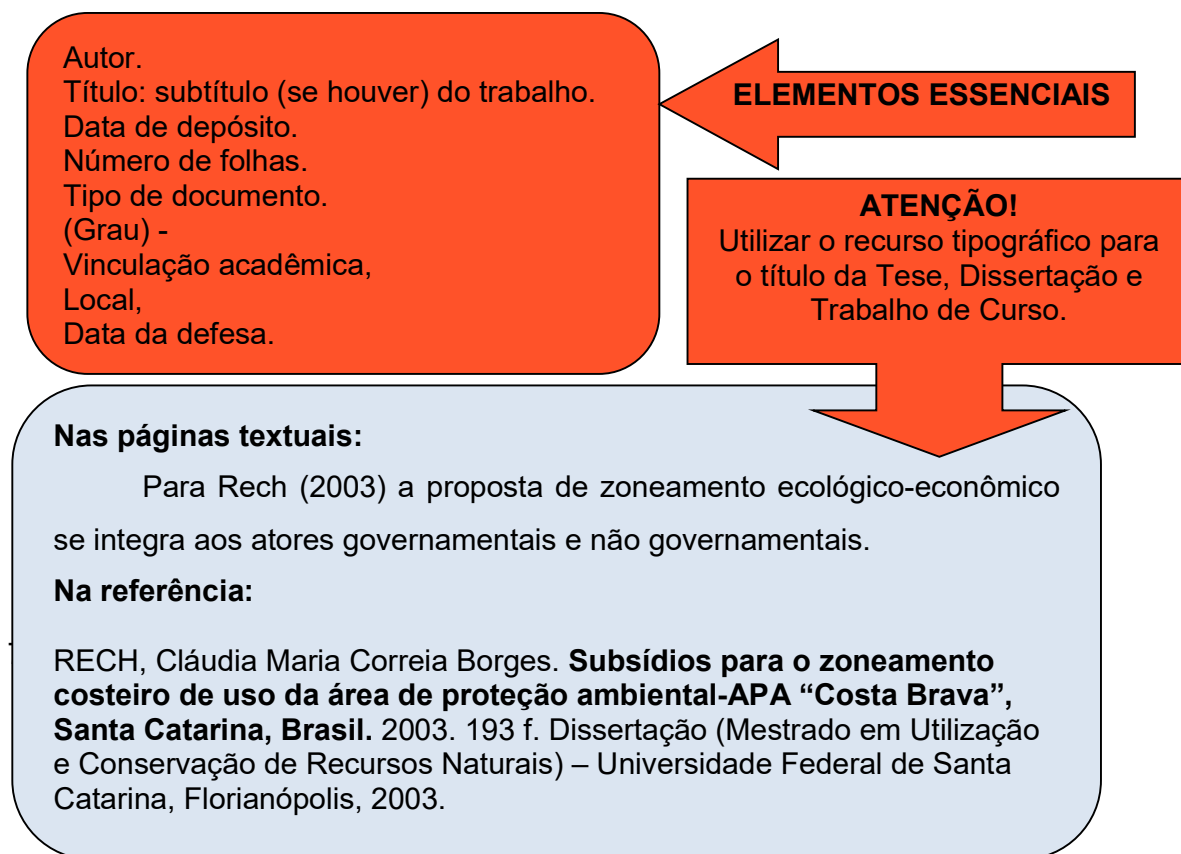 Autor.
Título: subtítulo (se houver) do trabalho.
Data de depósito.
Número de folhas.
Tipo de documento.
(Grau) -
Vinculação acadêmica,
Local,
Data da defesa.
ELEMENTOS ESSENCIAIS
ATENÇÃO!
Utilizar o recurso tipográfico para
o título da Tese, Dissertação e
Trabalho de Curso.
Nas páginas textuais:
Para Rech (2003) a proposta de zoneamento ecológico-econômico
se integra aos atores governamentais e não governamentais.
Na referência:
RECH, Cláudia Maria Correia Borges. Subsídios para o zoneamento
costeiro de uso da área de proteção ambiental-APA “Costa Brava”,
Santa Catarina, Brasil. 2003. 193 f. Dissertação (Mestrado em Utilização
e Conservação de Recursos Naturais) – Universidade Federal de Santa
Catarina, Florianópolis, 2003.